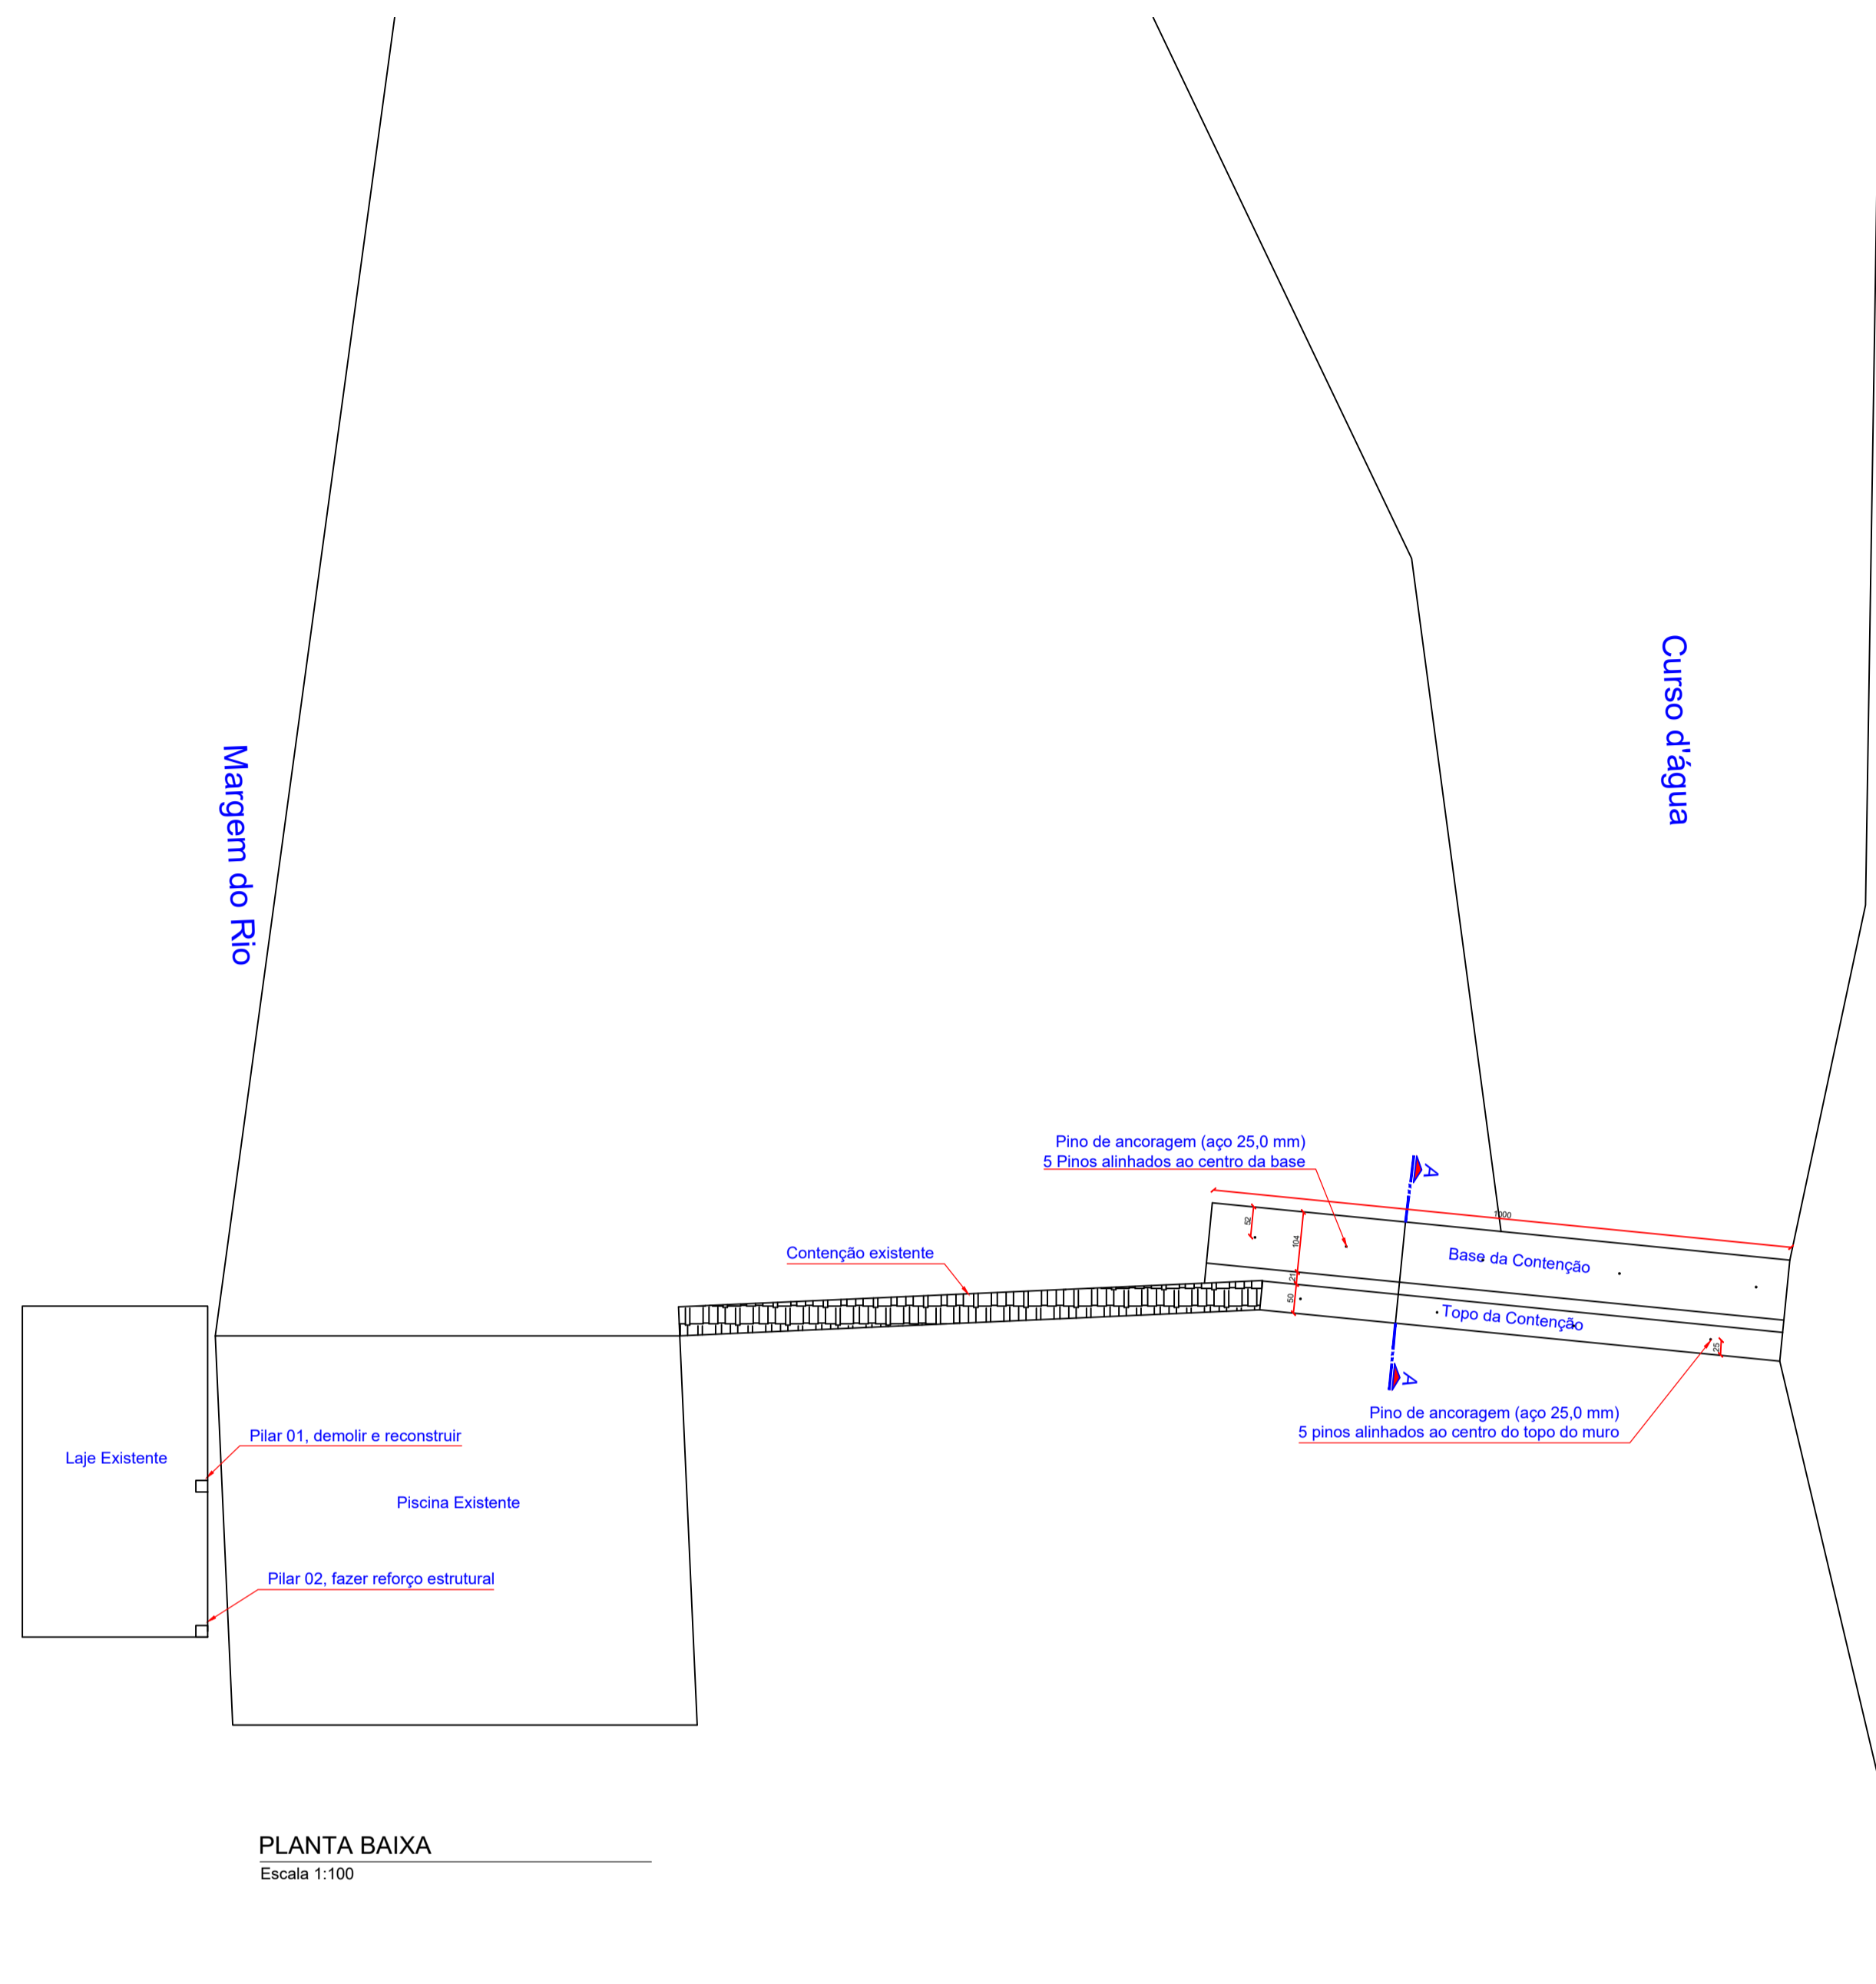 Curso d'água
Margem do Rio
Pino de ancoragem (aço 25,0 mm)
5 Pinos alinhados ao centro da base
A
1000
52
104
Base da Contenção
Contenção existente
21
50
Topo da Contenção
25
A
Pino de ancoragem (aço 25,0 mm)
5 pinos alinhados ao centro do topo do muro
Pilar 01, demolir e reconstruir
Laje Existente
Piscina Existente
Pilar 02, fazer reforço estrutural
PLANTA BAIXA
Escala 1:100